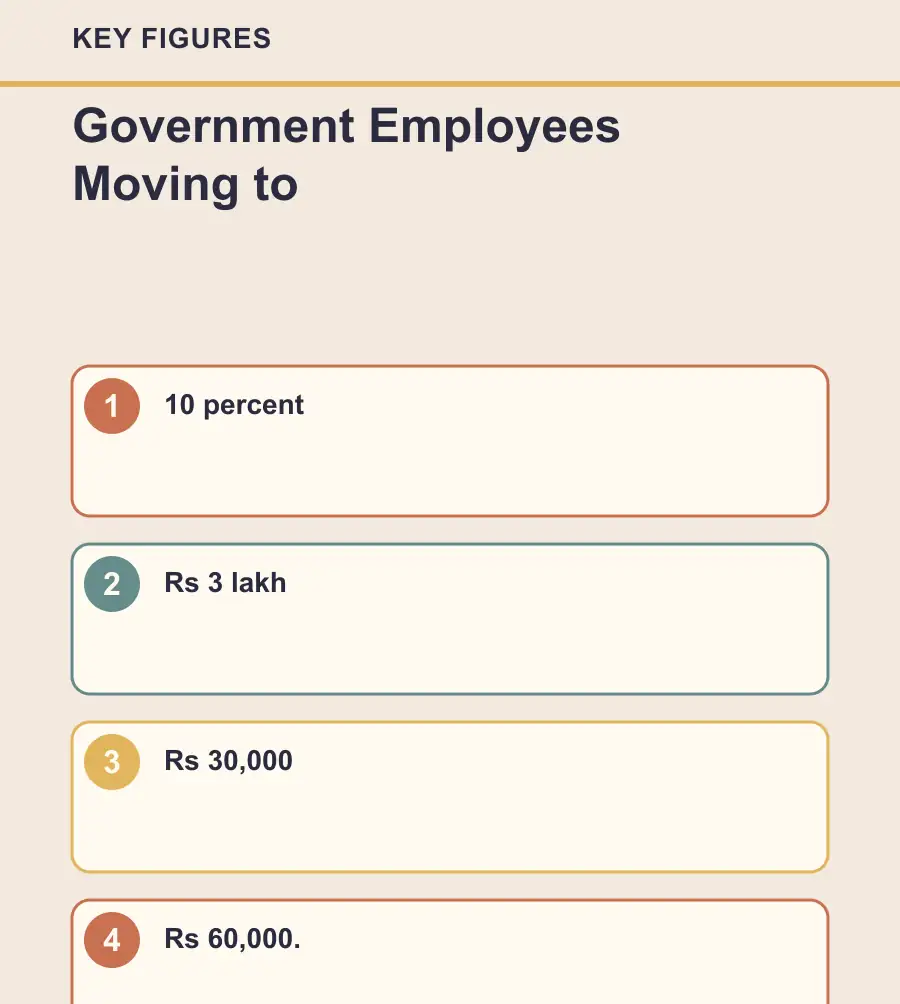 KEY FIGURES
Government Employees
Moving to
1 10 percent
2 Rs 3 lakh
3 Rs 30,000
4 Rs 60,000.